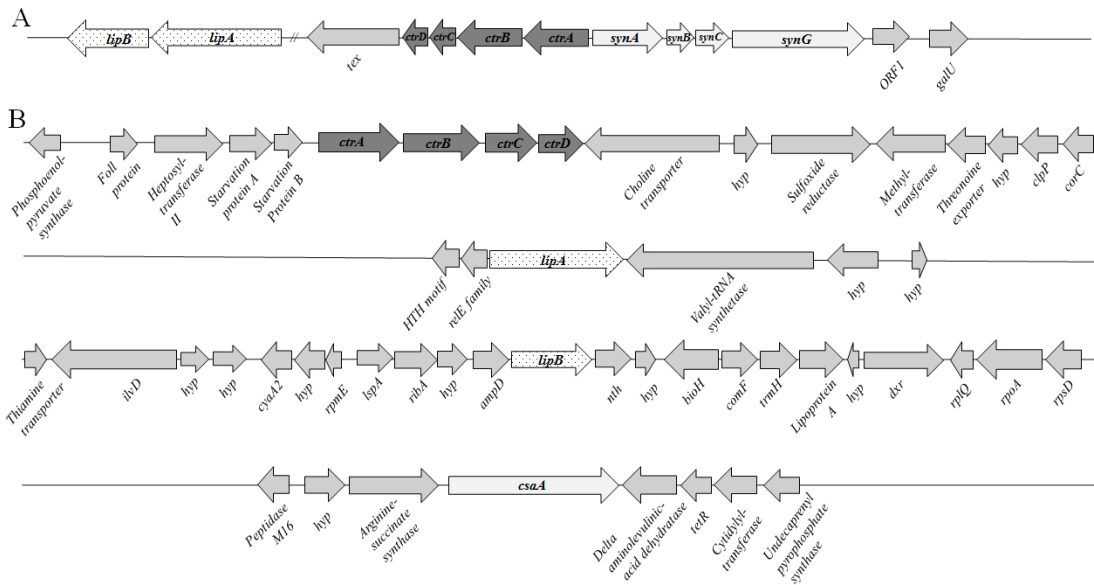 A
lipB lipA // tex ctrD ctrC ctrB ctrA synA synB synC synG ORF1 galU
B
Phosphoenol-
pyruvate
synthase
FolI
protein
Heptosyl-
transferase
II
Starvation
protein A
Starvation
Protein B
ctrA ctrB ctrC ctrD
Choline
transporter
hyp
Sulfoxide
reductase
Methyl-
transferase
Threonoine
exporter
hyp
clpP
corC
HTH motif
relE family
lipA
Valyl-tRNA
synthetase
hyp
hyp
Thiamine
transporter
ilvD
hyp
hyp
cyaA2
hyp
rpmE
lspA
ribA
hyp
ampD
lipB
nth
hyp
bioH
comF
trmH
Lipoprotein
A
hyp
dxr
rplQ
rpoA
rpsD
Peptidase
M16
hyp
Arginine-
succinate
synthase
csaA
Delta
aminolevulinic-
acid dehydratase
tetR
Cytidylyl-
transferase
Undecaprenyl
pyrophosphate
synthase